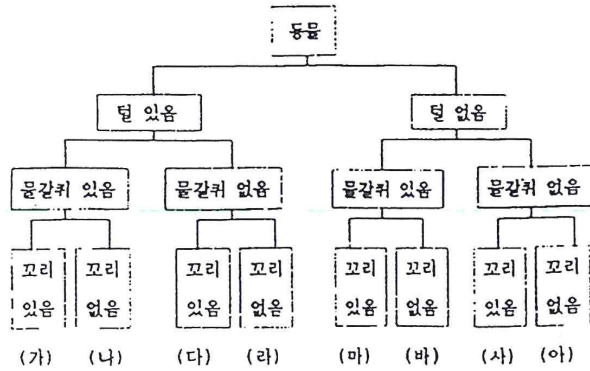 동물
털 있음 털 없음
물갈퀴 있음 물갈퀴 없음 물갈퀴 있음 물갈퀴 없음
꼬리 꼬리 꼬리 꼬리 꼬리 꼬리 꼬리 꼬리
있음 없음 있음 없음 있음 없음 있음 없음
(가) (나) (다) (라) (마) (바) (사) (아)